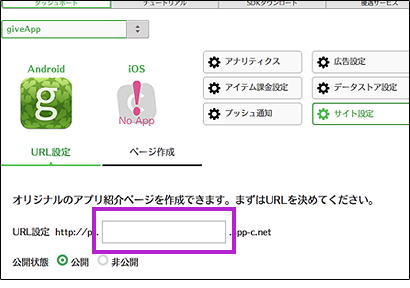 ダッシュボード チュートリアル SDKダウンロード 優遇サービス
giveApp
アナリティクス 広告設定
Android iOS
アイテム課金設定 データストア設定
g No App
プッシュ通知 サイト設定
URL設定 ページ作成
オリジナルのアプリ紹介ページを作成できます。まずはURLを決めてください。
URL設定 http://p .app-c.net
公開状態 公開 非公開